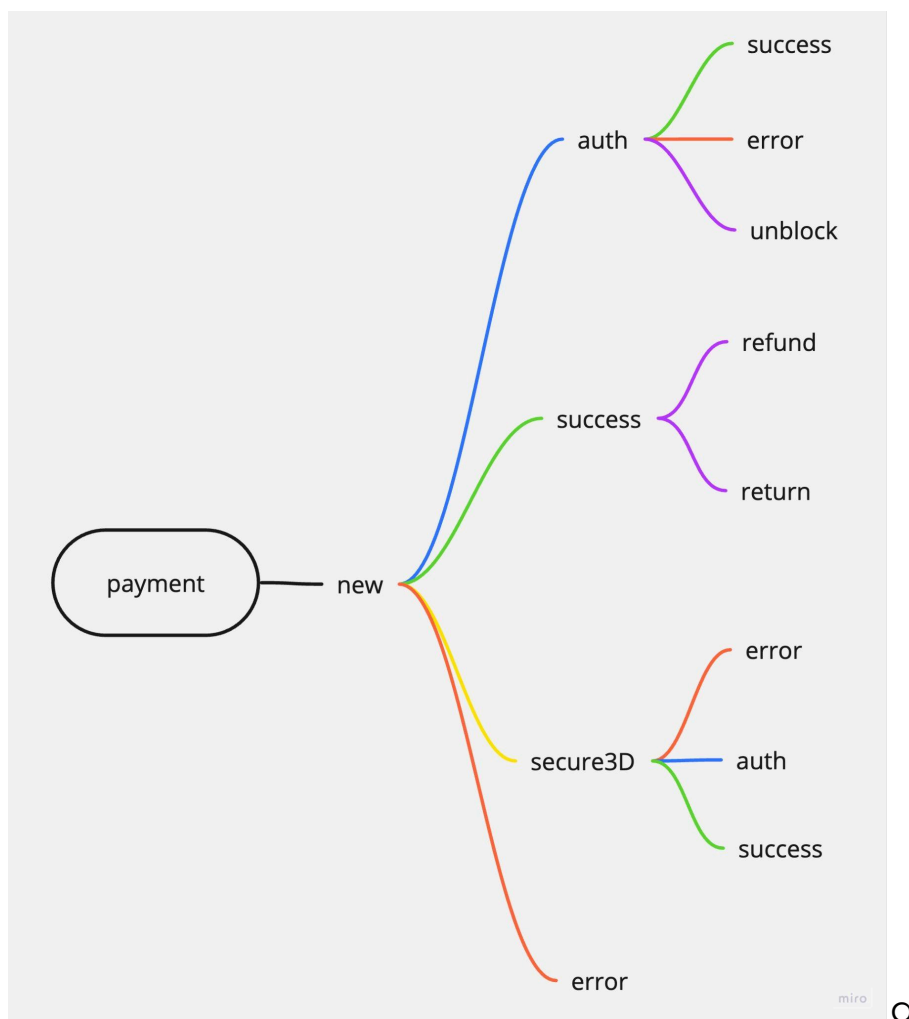 success
auth
error
unblock
refund
success
return
payment
new
error
secure3D
auth
success
error
miro